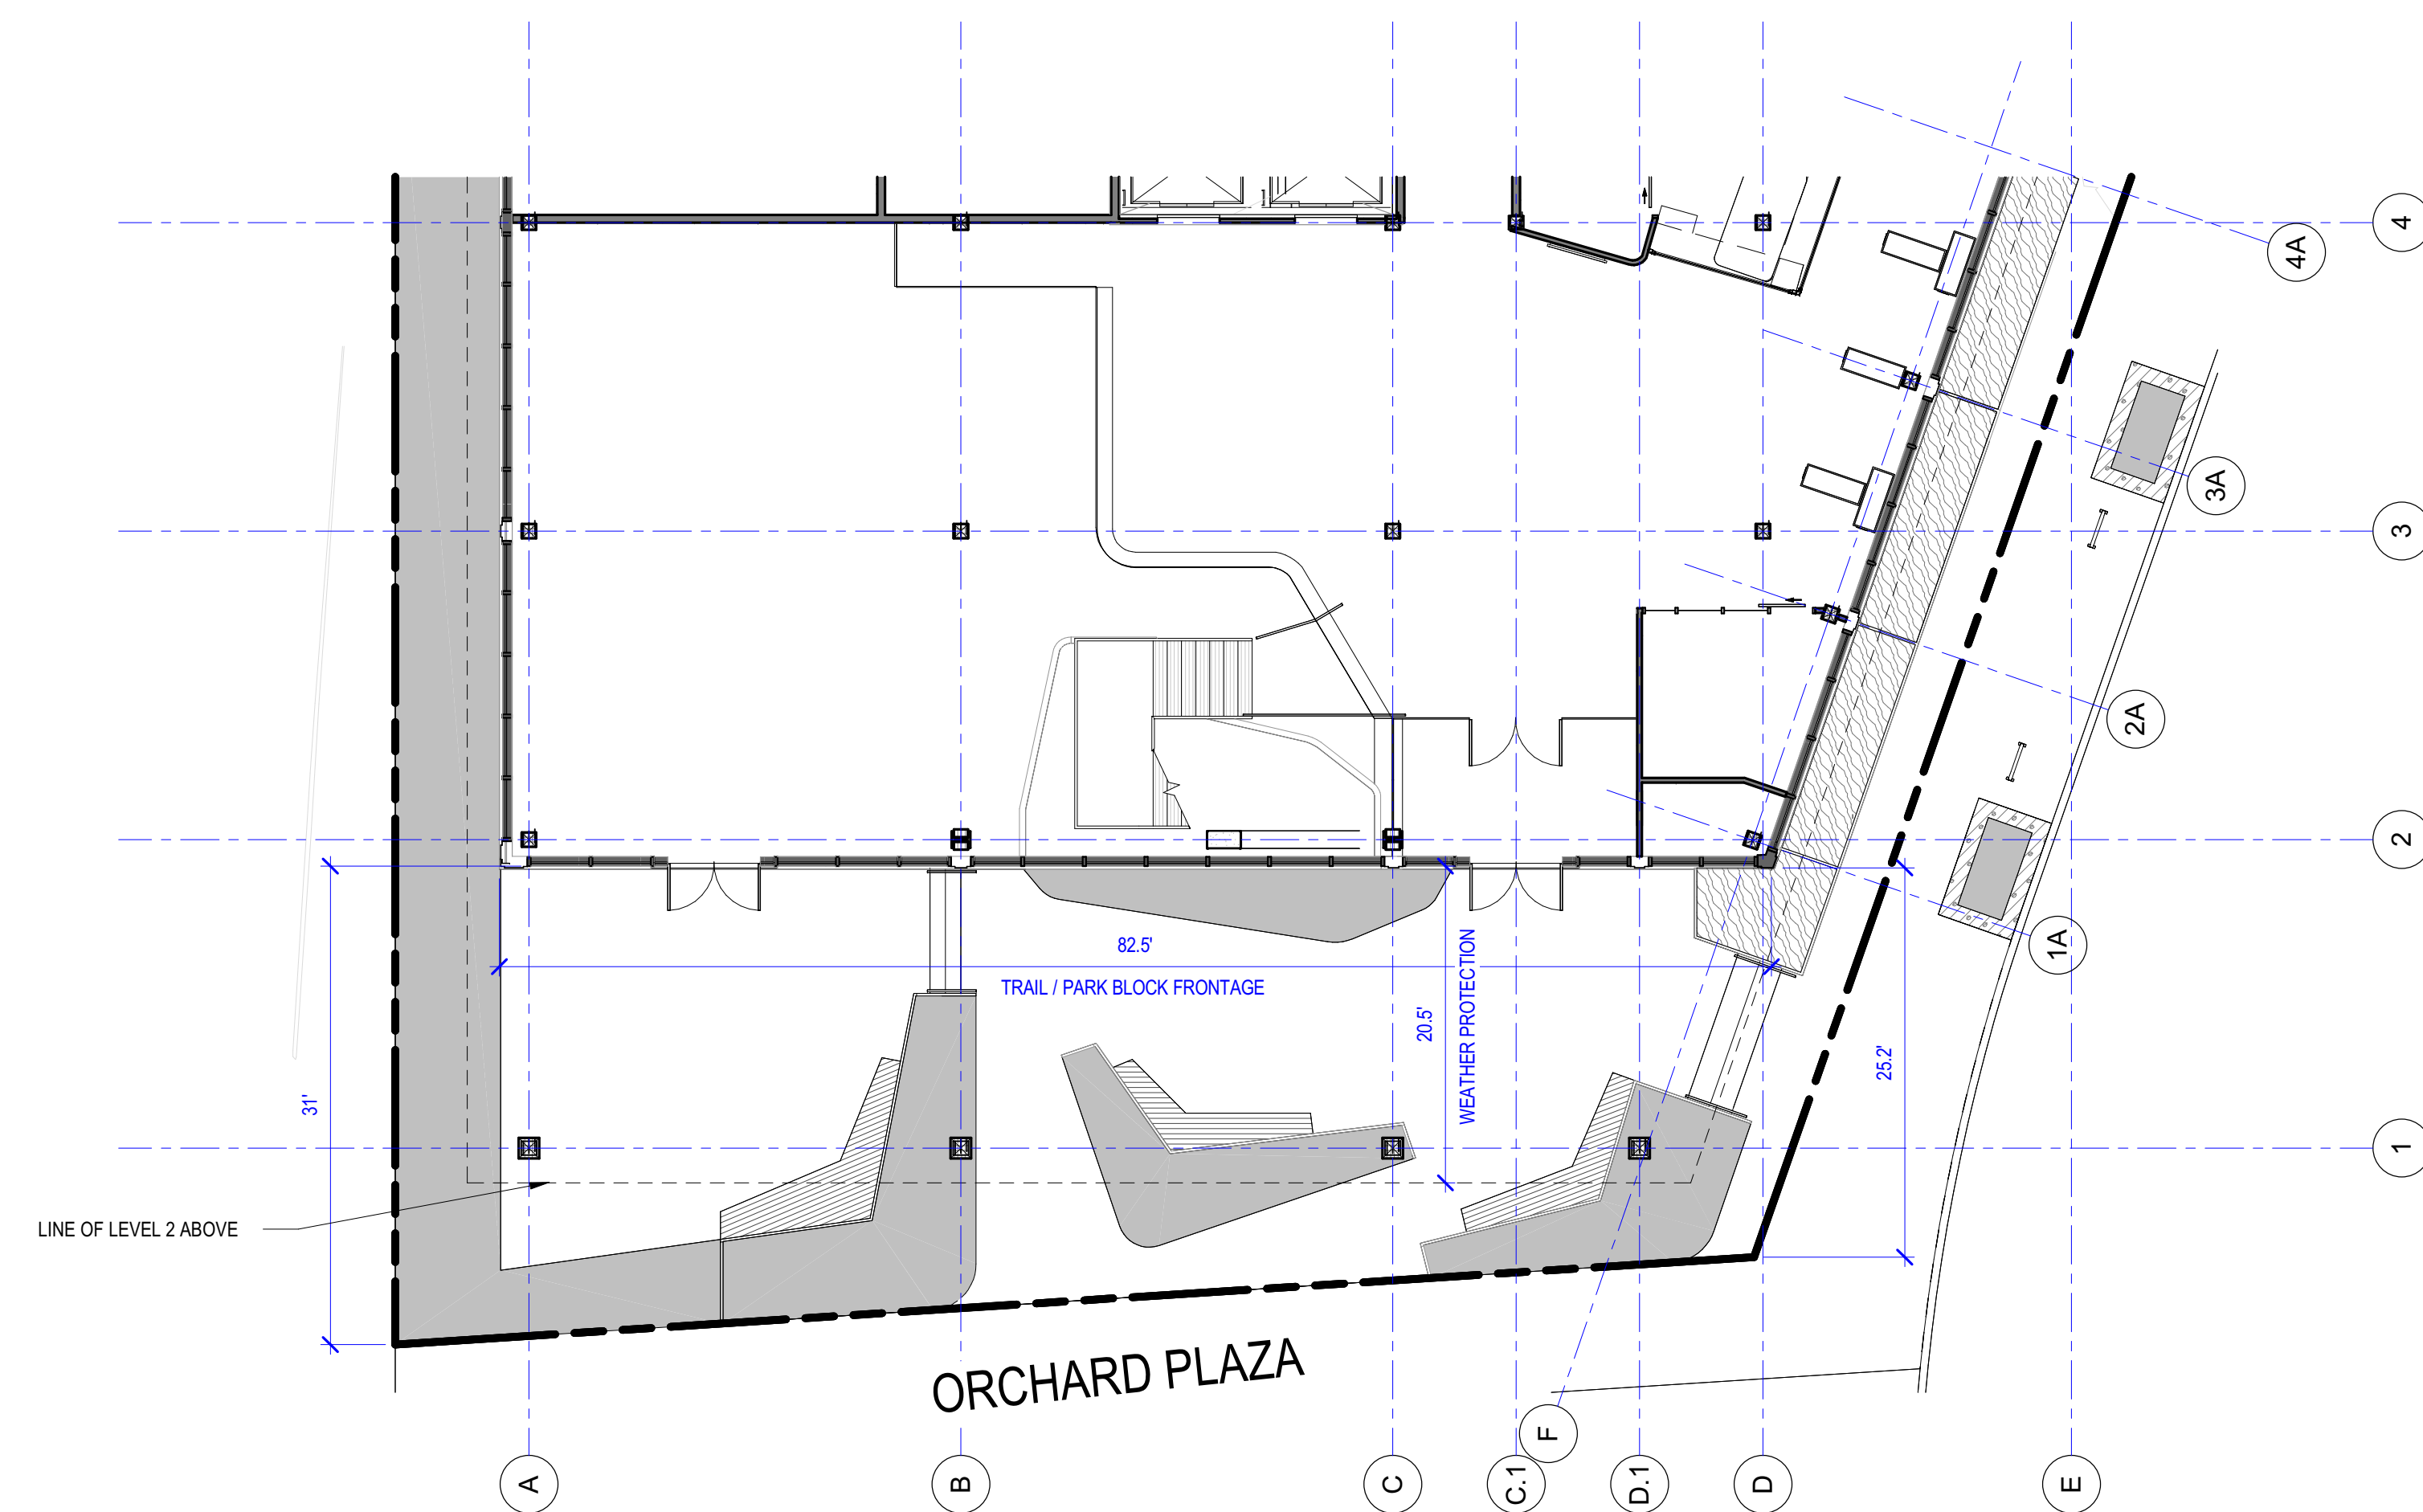 4
4A
3A
3
2A
2
1A
82.5'
TRAIL / PARK BLOCK FRONTAGE
20.5'
WEATHER PROTECTION
25.2'
31'
1
LINE OF LEVEL 2 ABOVE
ORCHARD PLAZA
F
A
B
C
C.1
D.1
D
E